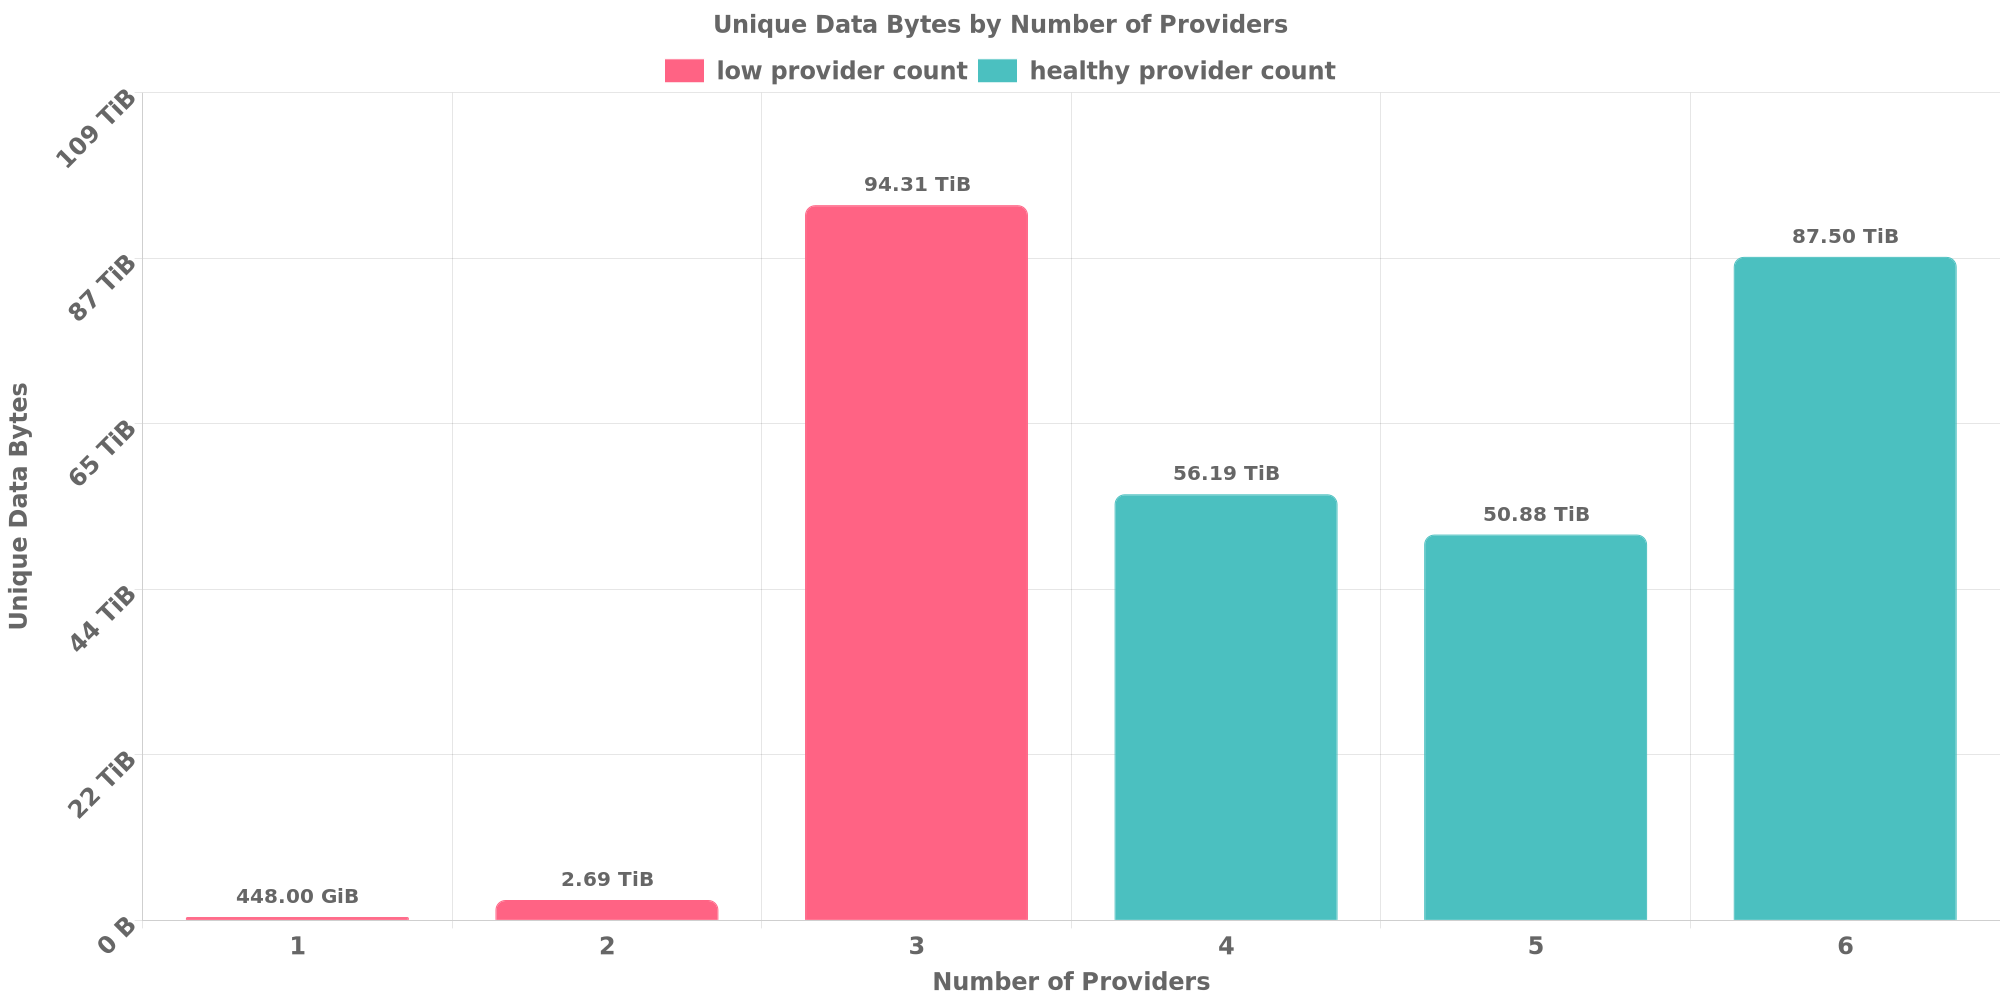 Unique Data Bytes by Number of Providers
low provider count healthy provider count
109 TiB
87 TiB
65 TiB
44 TiB
22 TiB
0 B
Unique Data Bytes
448.00 GiB
2.69 TiB
94.31 TiB
56.19 TiB
50.88 TiB
87.50 TiB
1 2 3 4 5 6
Number of Providers